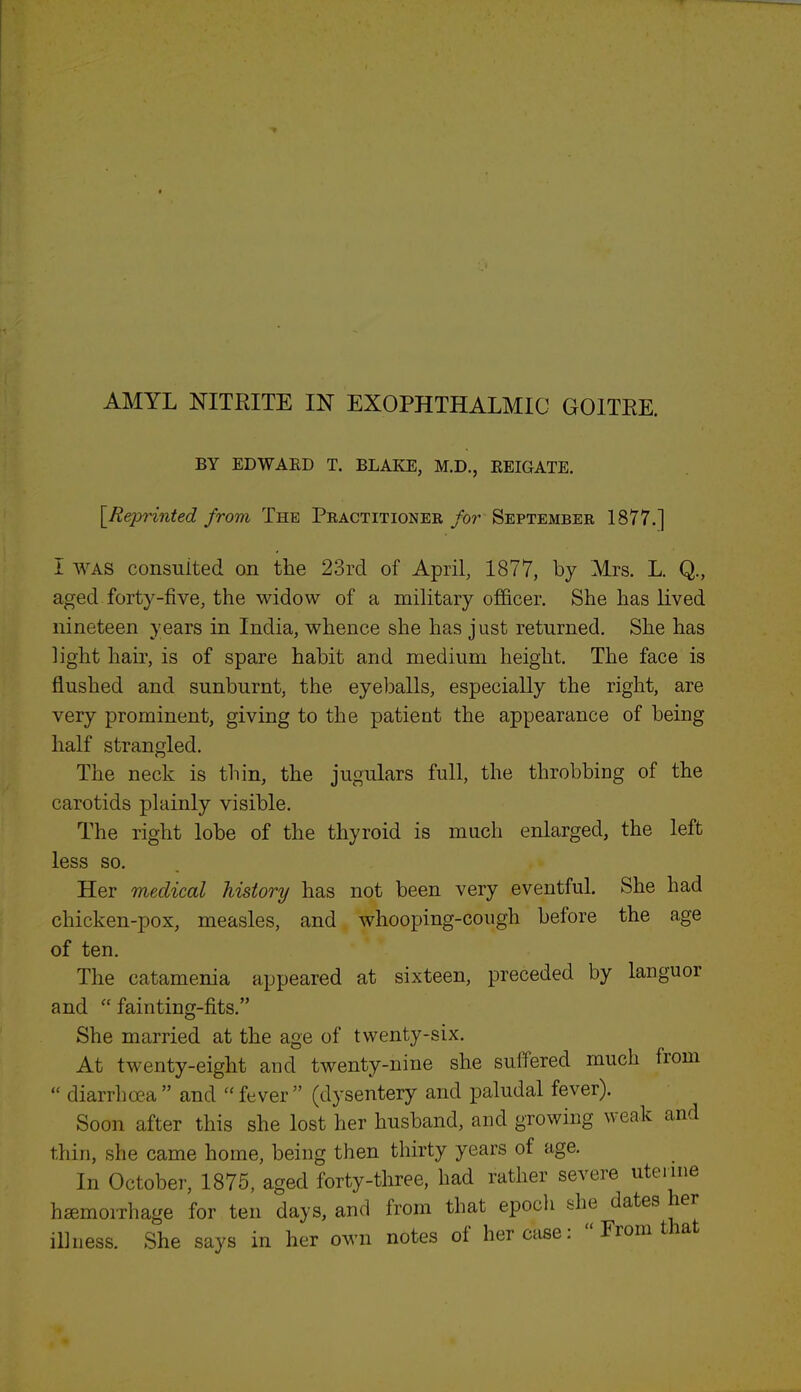 AMYL NITRITE IN EXOPHTHALMIC GOITRE.
BY EDWARD T. BLAKE, M.D., REIGATE.
[Reprinted from The Practitioner for September 1877.]
I was consulted on the 23rd of April, 1877, by Mrs. L. Q.,
aged forty-five, the widow of a military officer. She has lived
nineteen years in India, whence she has just returned. She has
light hair, is of spare habit and medium height. The face is
flushed and sunburnt, the eyeballs, especially the right, are
very prominent, giving to the patient the appearance of being
half strangled.
The neck is thin, the jugulars full, the throbbing of the
carotids plainly visible.
The right lobe of the thyroid is much enlarged, the left
less so.
Her medical history has not been very eventful. She had
chicken-pox, measles, and whooping-cough before the age
of ten.
The catamenia appeared at sixteen, preceded by languor
and “ fainting-fits.”
She married at the age of twenty-six.
At twenty-eight and twenty-nine she suffered much from
“ diarrhœa ” and “ fever ” (dysentery and paludal fever).
Soon after this she lost her husband, and growing weak and
thin, she came home, being then thirty years of age.
In October, 1875, aged forty-three, had rather severe uterine
hæmorrhage for ten days, and from that epoch she dates her
illness. She says in her own notes of her case: “ From that